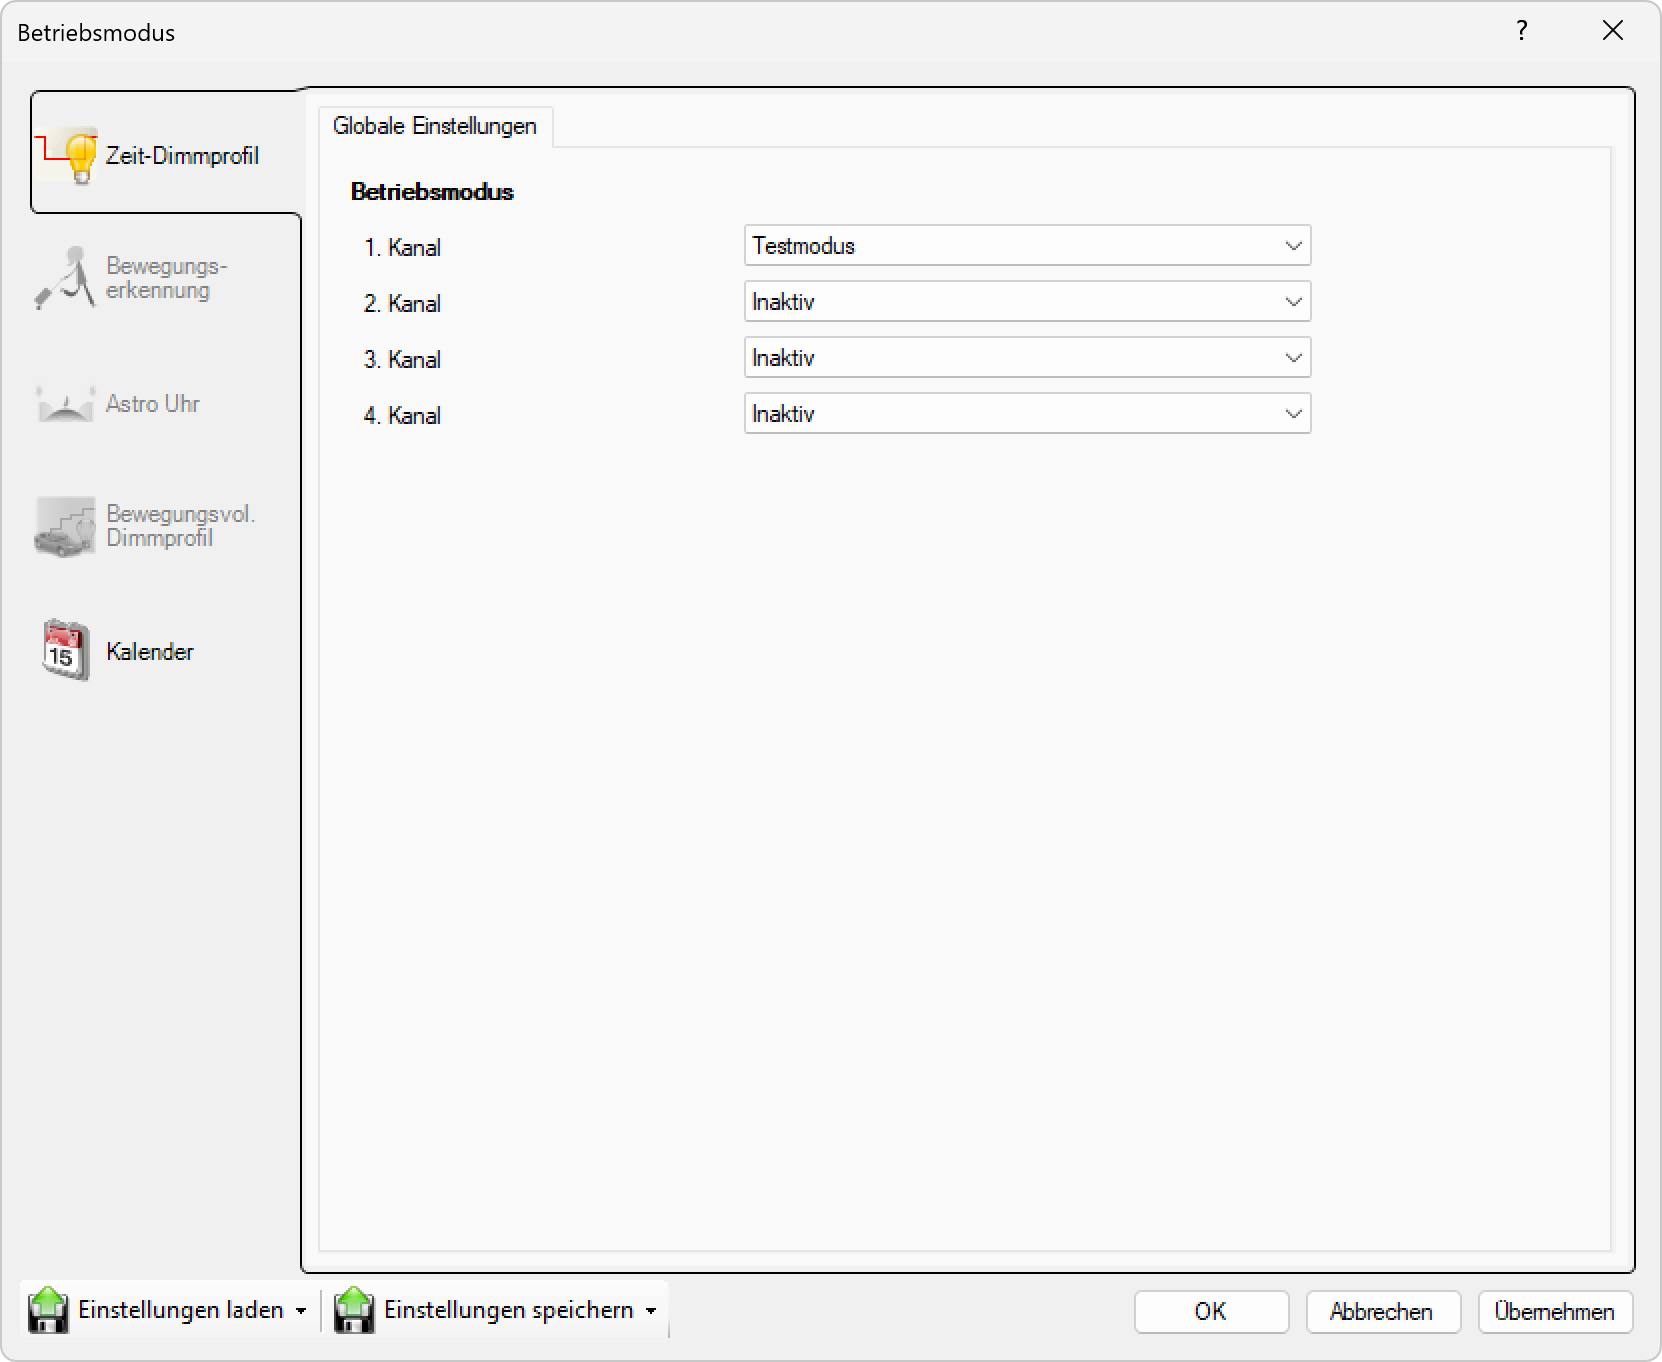 Betriebsmodus
?
Zeit-Dimmprofil
Bewegungs-
erkennung
Astro Uhr
Bewegungsvol.
Dimmprofil
15
Kalender
Globale Einstellungen
Betriebsmodus
1. Kanal
Testmodus
2. Kanal
Inaktiv
3. Kanal
Inaktiv
4. Kanal
Inaktiv
Einstellungen laden
Einstellungen speichern
OK
Abbrechen
Übernehmen